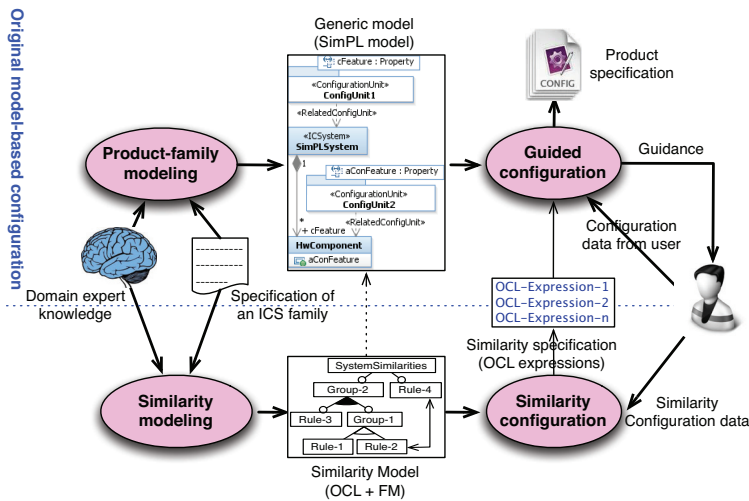 Original model-based configuration
Generic model
(SimPL model)
cFeature : Property
«ConfigurationUnit»
ConfigUnit1
«RelatedConfigUnit»
«ICSystem»
SimPLSystem
1
aConFeature : Property
«ConfigurationUnit»
ConfigUnit2
*
+ cFeature
«RelatedConfigUnit»
HwComponent
aConFeature
CONFIG
Product
specification
Product-family
modeling
Guided
configuration
Guidance
Configuration
data from user
Domain expert
knowledge
Specification of
an ICS family
OCL-Expression-1
OCL-Expression-2
OCL-Expression-n
Similarity specification
(OCL expressions)
Similarity
modeling
SystemSimilarities
Group-2
Rule-4
Rule-3
Group-1
Rule-1
Rule-2
Similarity Model
(OCL + FM)
Similarity
configuration
Similarity
Configuration data